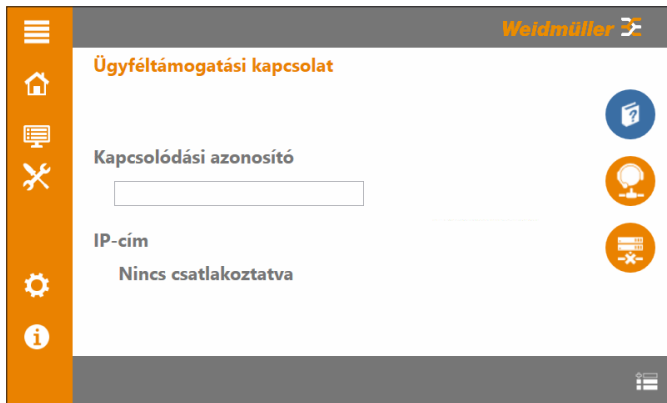 Weidmüller
Ügyféltámogatási kapcsolat
Kapcsolódási azonosító
IP-cím
Nincs csatlakoztatva